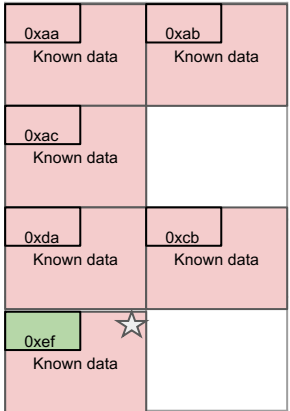 0xaa 0xab
Known data Known data
0xac
Known data
0xda 0xcb
Known data Known data
0xef
Known data